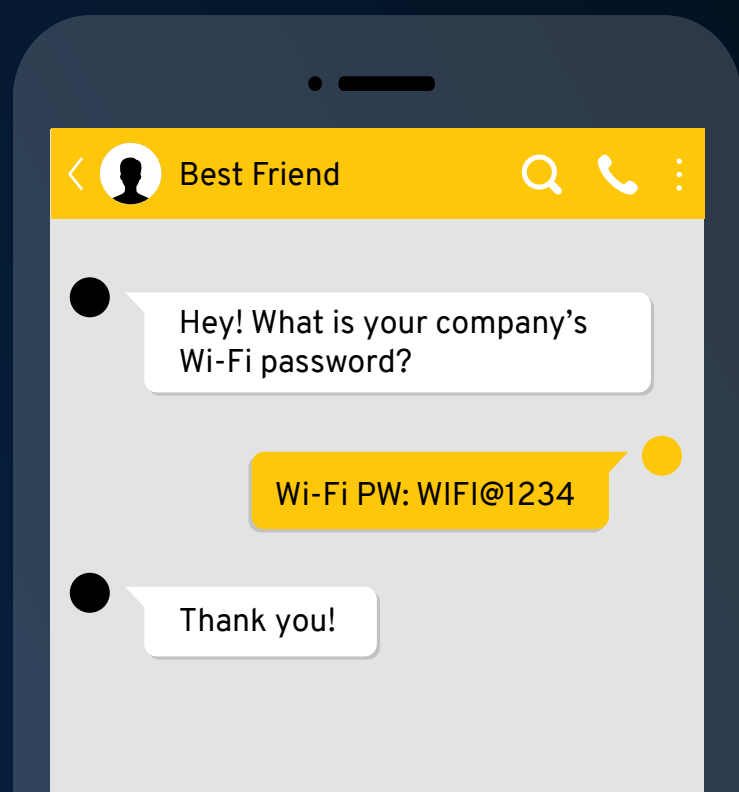 Best Friend
Hey! What is your company’s
Wi-Fi password?
Wi-Fi PW: WIFI@1234
Thank you!